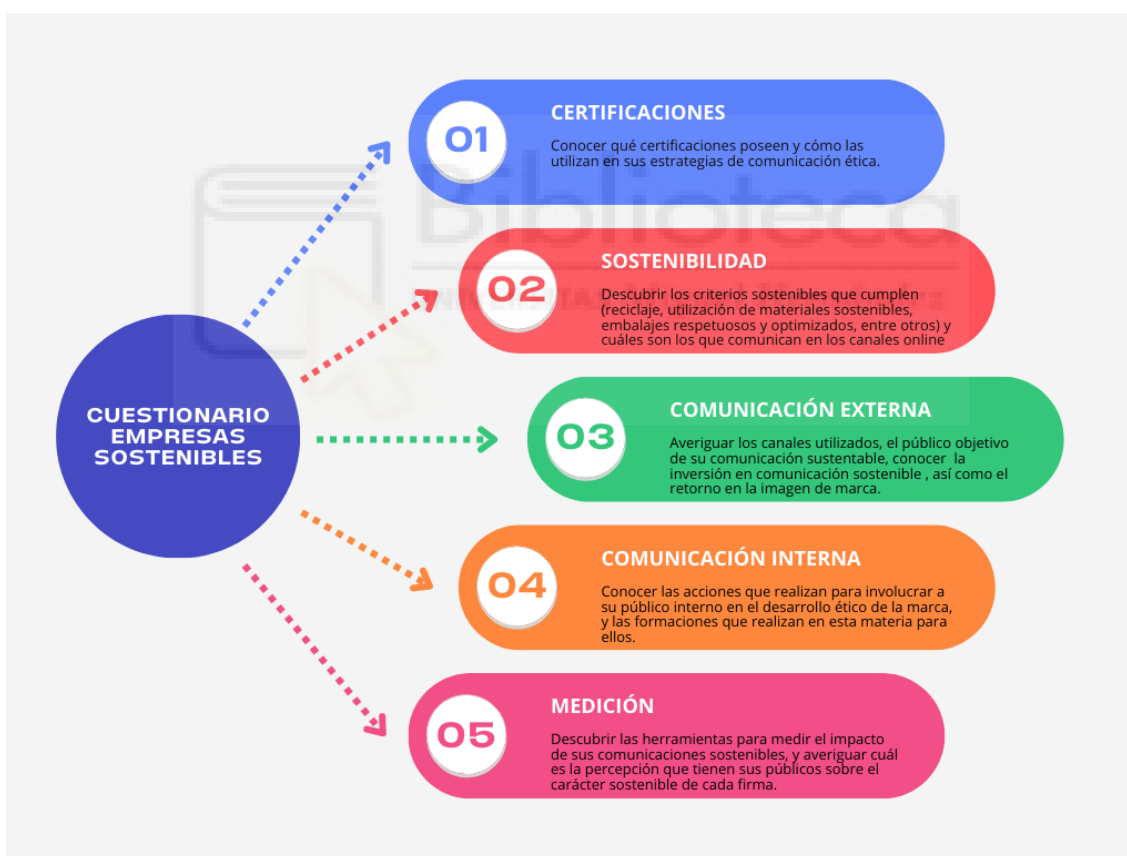 CUESTIONARIO
EMPRESAS
SOSTENIBLES
01
CERTIFICACIONES
Conocer qué certificaciones poseen y cómo las
utilizan en sus estrategias de comunicación ética.
02
SOSTENIBILIDAD
Descubrir los criterios sostenibles que cumplen
(reciclaje, utilización de materiales sostenibles,
embalajes respetuosos y optimizados, entre otros) y
cuáles son los que comunican en los canales online
03
COMUNICACIÓN EXTERNA
Averiguar los canales utilizados, el público objetivo
de su comunicación sustentable, conocer  la
inversión en comunicación sostenible , así como el
retorno en la imagen de marca.
04
COMUNICACIÓN INTERNA
Conocer las acciones que realizan para involucrar a
su público interno en el desarrollo ético de la marca,
y las formaciones que realizan en esta materia para
ellos.
05
MEDICIÓN
Descubrir las herramientas para medir el impacto
de sus comunicaciones sostenibles, y averiguar cuál
es la percepción que tienen sus públicos sobre el
carácter sostenible de cada firma.
Biblioteca